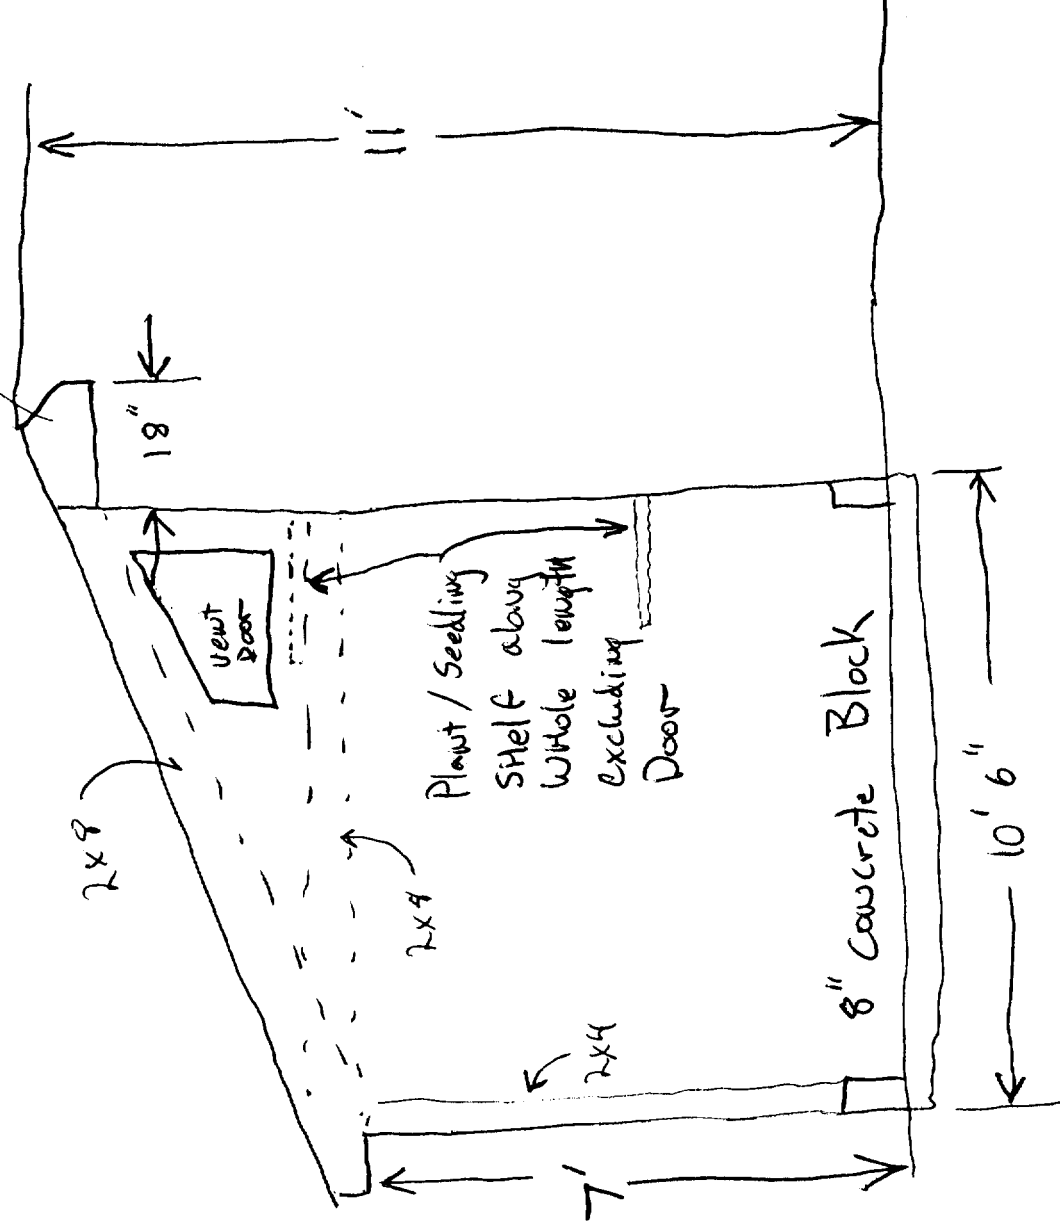 11'
18"
2x8
Vent
Door
Plant / Seedling
SHelf along
WHole length
excluding
Door
2x4
2x4
8" Concrete Block
7'
10' 6"